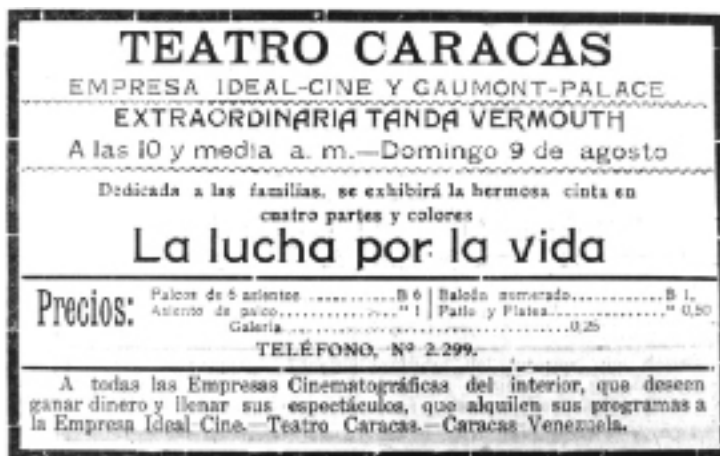 TEATRO CARACAS
EMPRESA IDEAL-CINE Y GAUMONT-PALACE
EXTRAORDINARIA TANDA VERMOUTH
A las 10 y media a. m.—Domingo 9 de agosto
Dedicada a las familias, se exhibirá la hermosa cinta en
cuatro partes y colores
La lucha por la vida
Precios:
Palcos de 6 asientos ............ B 6 | Balcón numerado ............ B 1,
Asiento de palco ............ " 1 | Patio y Platea ............ " 0,50
Galería ............ 0,25
TELÉFONO, Nº 2.299.
A todas las Empresas Cinematográficas del interior, que deseen
ganar dinero y llenar sus espectáculos, que alquilen sus programas a
la Empresa Ideal Cine.—Teatro Caracas.—Caracas Venezuela.